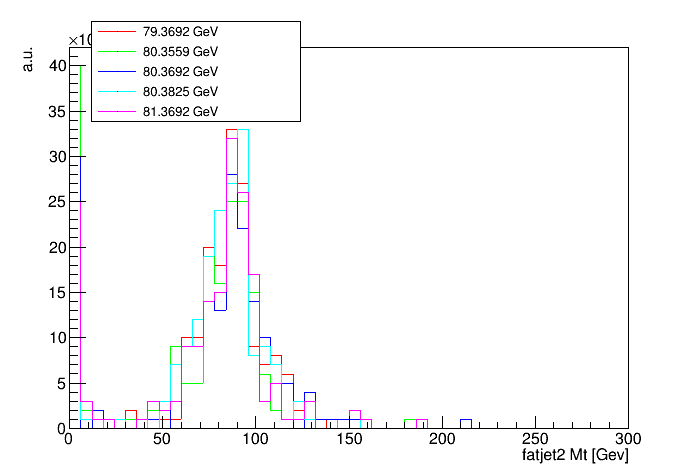 79.3692 GeV
80.3559 GeV
80.3692 GeV
80.3825 GeV
81.3692 GeV
×10
a.u.
40
35
30
25
20
15
10
5
0
0 50 100 150 200 250 300
fatjet2 Mt [Gev]